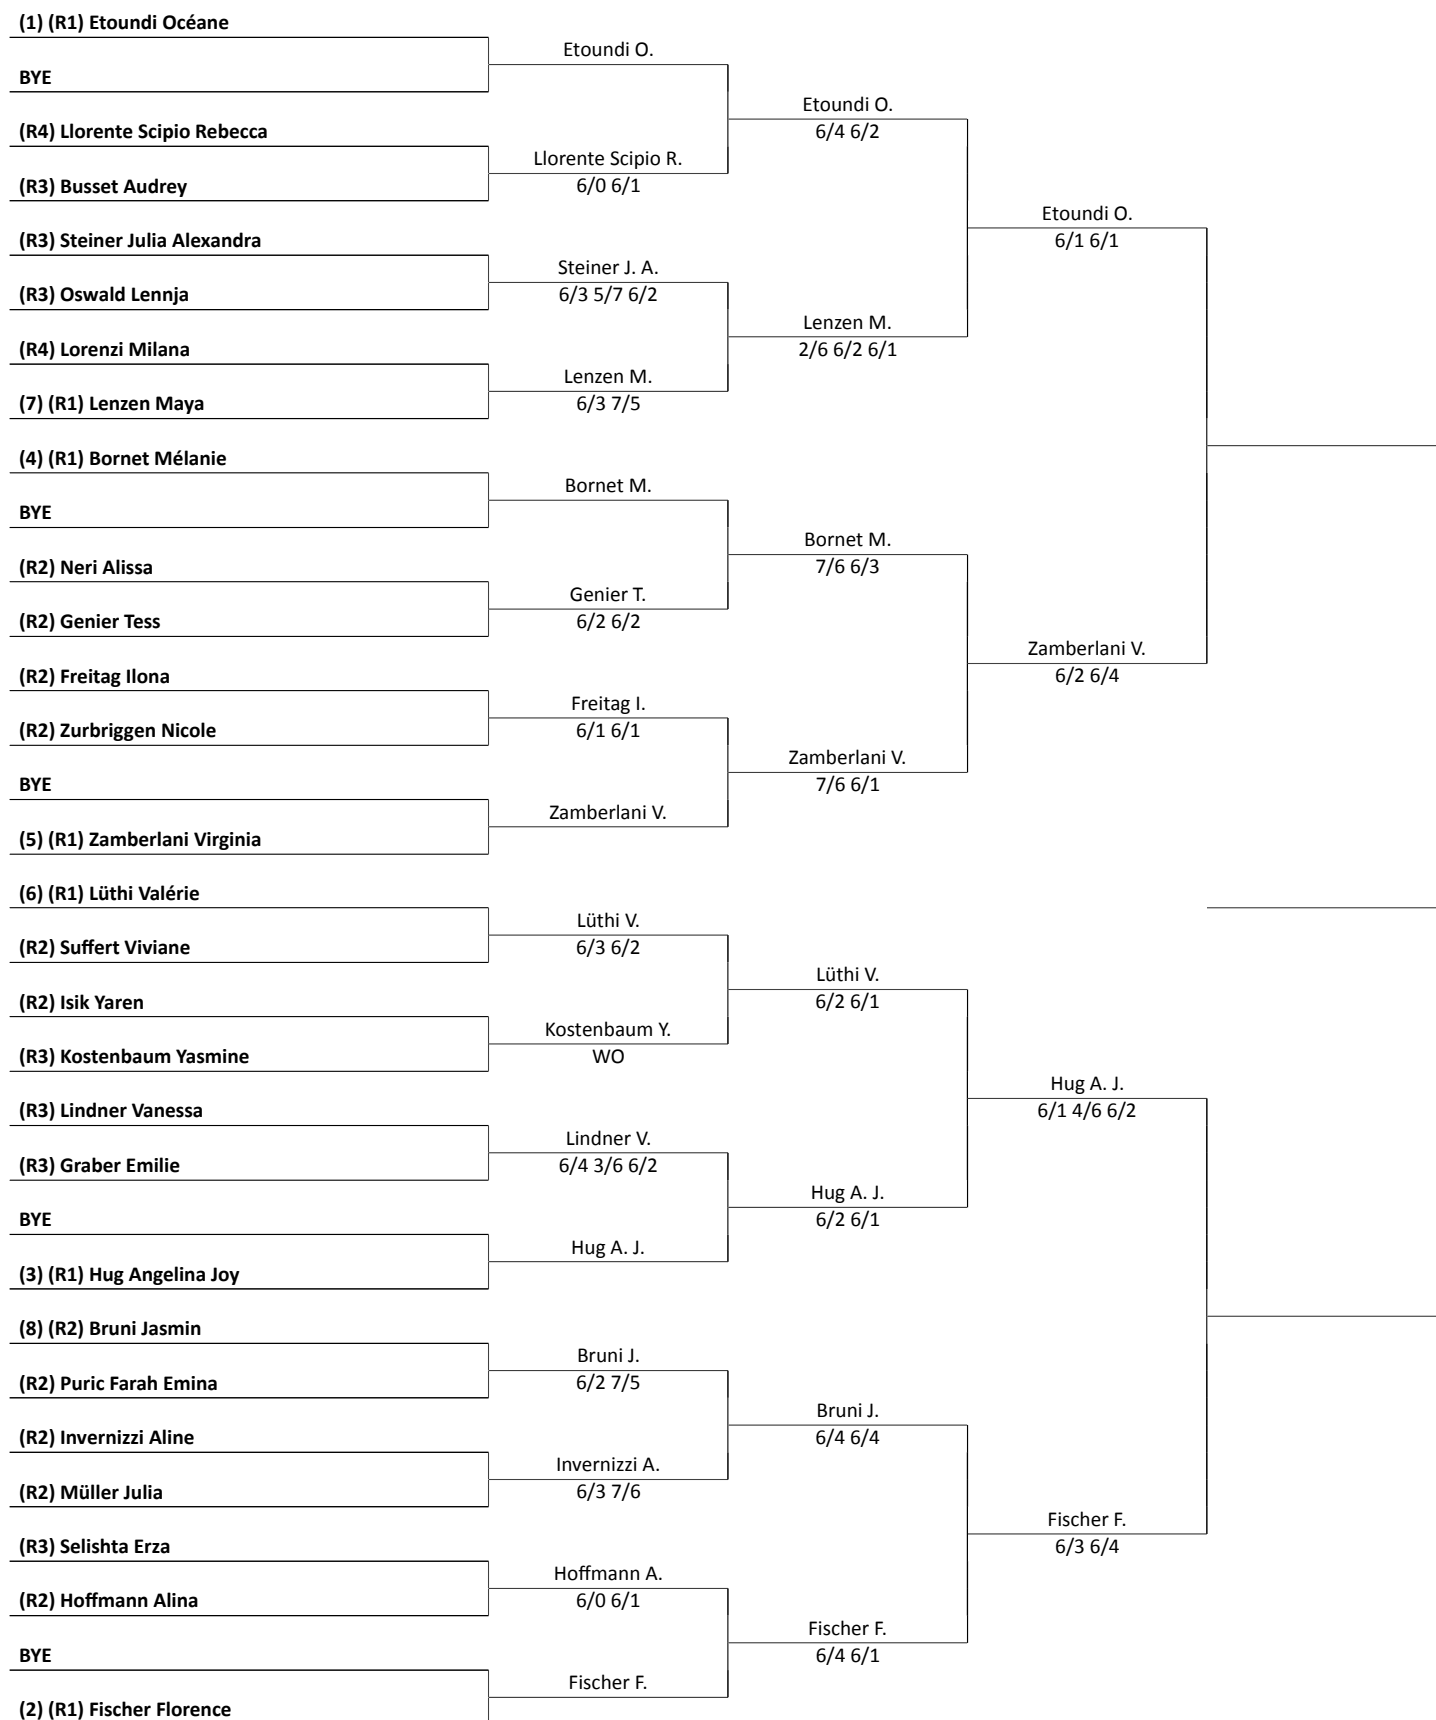 (1) (R1) Etoundi Océane
Etoundi O.
BYE
Etoundi O.
6/4 6/2
(R4) Llorente Scipio Rebecca
Llorente Scipio R.
6/0 6/1
(R3) Busset Audrey
Etoundi O.
6/1 6/1
(R3) Steiner Julia Alexandra
Steiner J. A.
6/3 5/7 6/2
(R3) Oswald Lennja
Lenzen M.
2/6 6/2 6/1
(R4) Lorenzi Milana
Lenzen M.
6/3 7/5
(7) (R1) Lenzen Maya
(4) (R1) Bornet Mélanie
Bornet M.
BYE
Bornet M.
7/6 6/3
(R2) Neri Alissa
Genier T.
6/2 6/2
(R2) Genier Tess
Zamberlani V.
6/2 6/4
(R2) Freitag Ilona
Freitag I.
6/1 6/1
(R2) Zurbriggen Nicole
Zamberlani V.
7/6 6/1
BYE
Zamberlani V.
(5) (R1) Zamberlani Virginia
(6) (R1) Lüthi Valérie
Lüthi V.
6/3 6/2
(R2) Suffert Viviane
Lüthi V.
6/2 6/1
(R2) Isik Yaren
Kostenbaum Y.
WO
(R3) Kostenbaum Yasmine
Hug A. J.
6/1 4/6 6/2
(R3) Lindner Vanessa
Lindner V.
6/4 3/6 6/2
(R3) Graber Emilie
Hug A. J.
6/2 6/1
BYE
Hug A. J.
(3) (R1) Hug Angelina Joy
(8) (R2) Bruni Jasmin
Bruni J.
6/2 7/5
(R2) Puric Farah Emina
Bruni J.
6/4 6/4
(R2) Invernizzi Aline
Invernizzi A.
6/3 7/6
(R2) Müller Julia
Fischer F.
6/3 6/4
(R3) Selishta Erza
Hoffmann A.
6/0 6/1
(R2) Hoffmann Alina
Fischer F.
6/4 6/1
BYE
Fischer F.
(2) (R1) Fischer Florence